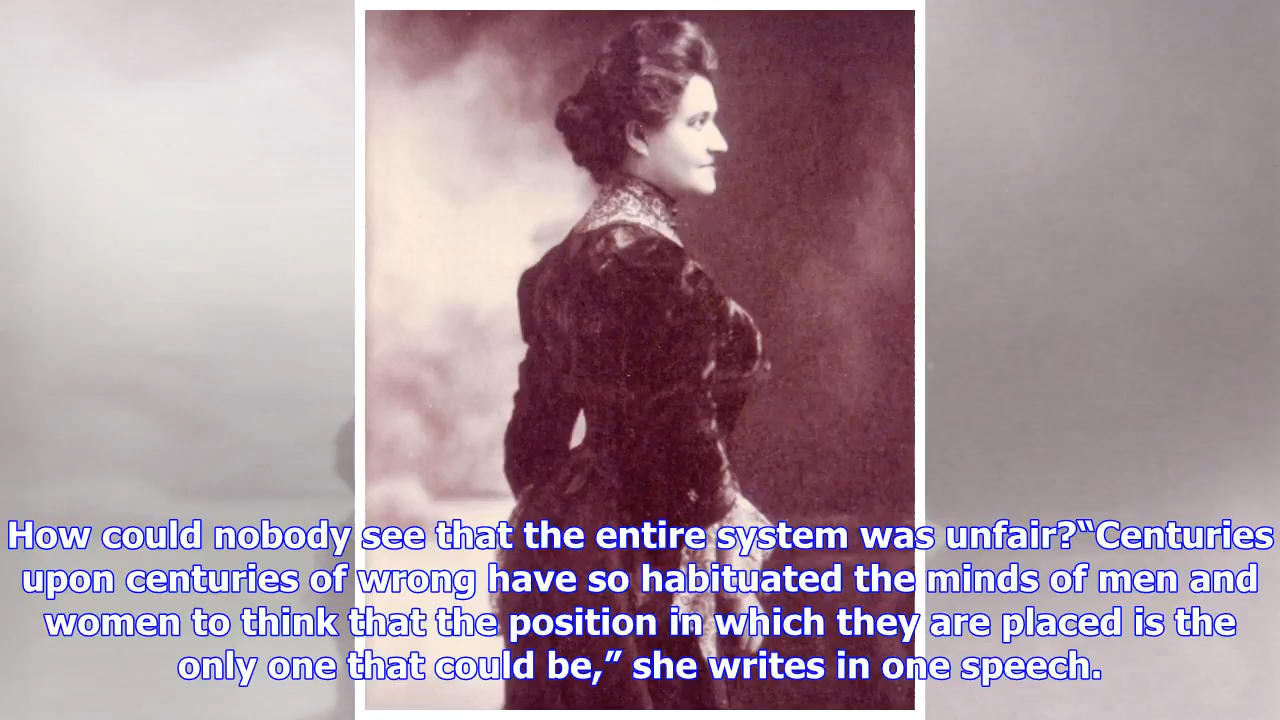 How could nobody see that the entire system was unfair?“Centuries
upon centuries of wrong have so habituated the minds of men and
women to think that the position in which they are placed is the
only one that could be,” she writes in one speech.